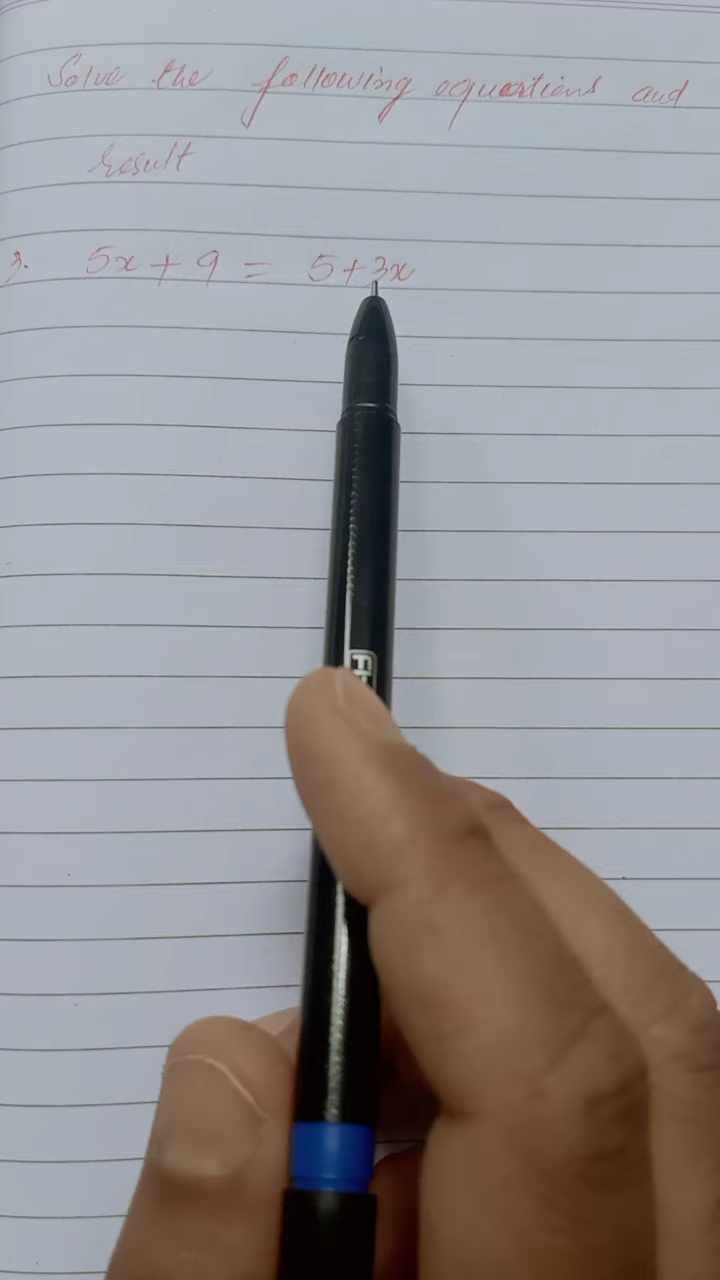 Solve the following equations and
result
3. 5x + 9 = 5 + 3x